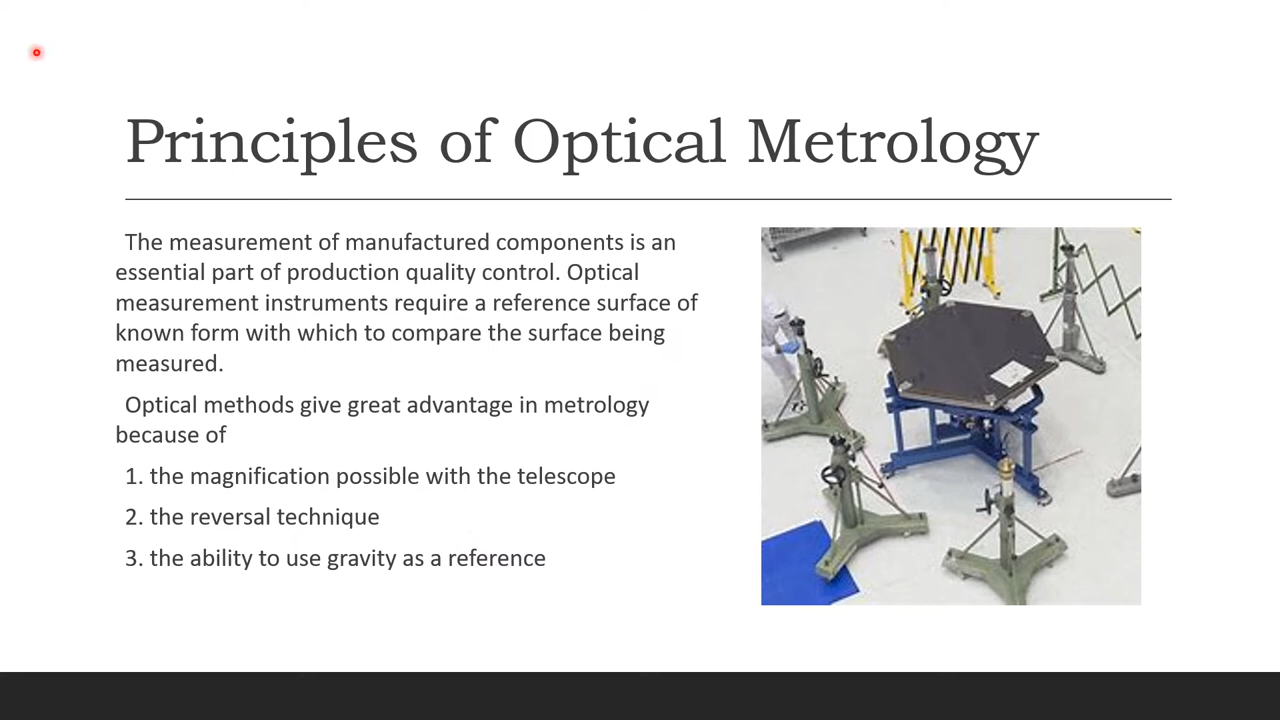 Principles of Optical Metrology
The measurement of manufactured components is an
essential part of production quality control. Optical
measurement instruments require a reference surface of
known form with which to compare the surface being
measured.
Optical methods give great advantage in metrology
because of
1. the magnification possible with the telescope
2. the reversal technique
3. the ability to use gravity as a reference